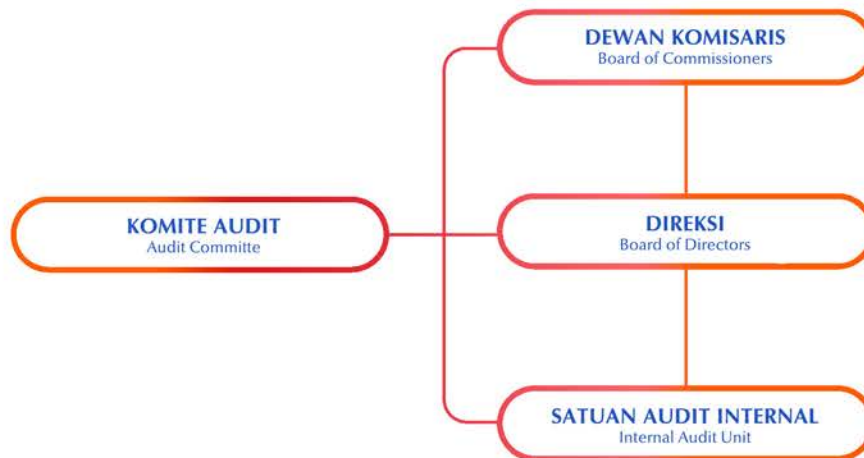 DEWAN KOMISARIS
Board of Commissioners
KOMITE AUDIT
Audit Committe
DIREKSI
Board of Directors
SATUAN AUDIT INTERNAL
Internal Audit Unit